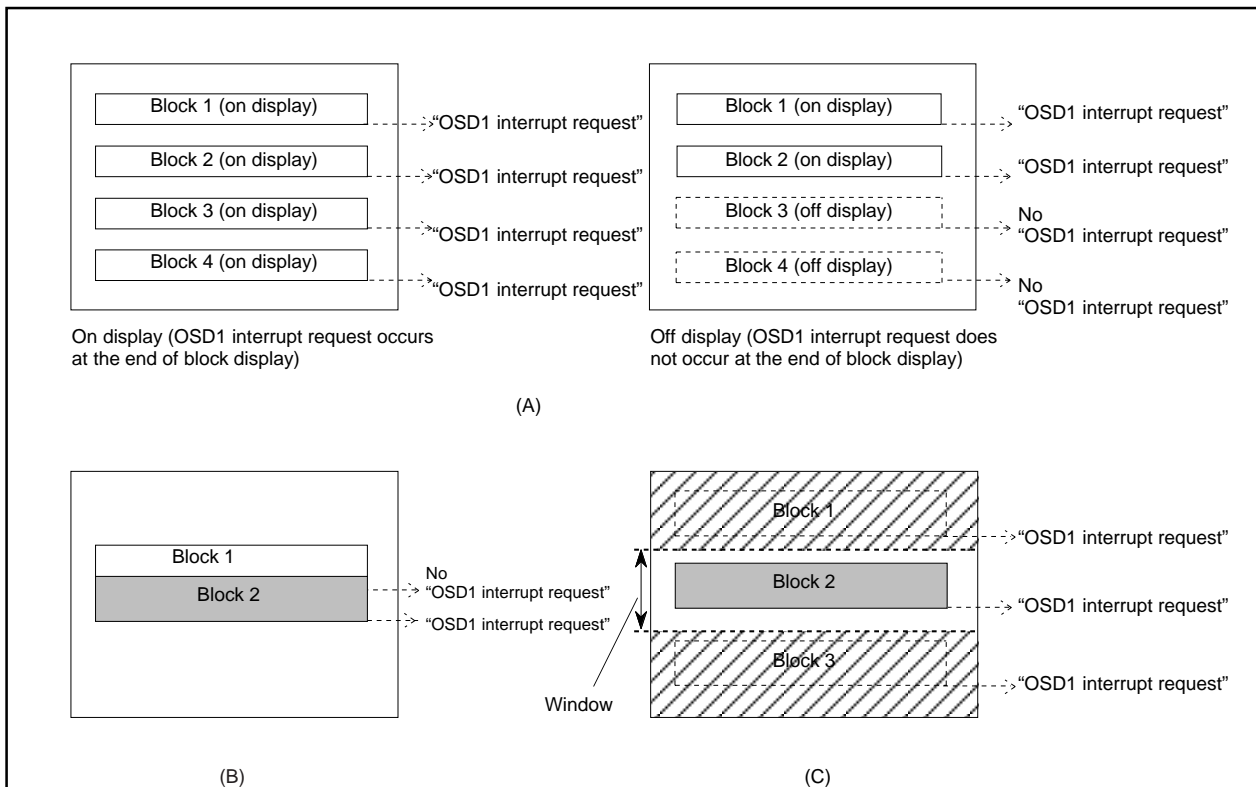 Block 1 (on display)
“OSD1 interrupt request”
Block 2 (on display)
“OSD1 interrupt request”
Block 3 (on display)
“OSD1 interrupt request”
Block 4 (on display)
“OSD1 interrupt request”
On display (OSD1 interrupt request occurs
at the end of block display)
Block 1 (on display)
“OSD1 interrupt request”
Block 2 (on display)
“OSD1 interrupt request”
Block 3 (off display)
No
“OSD1 interrupt request”
Block 4 (off display)
No
“OSD1 interrupt request”
Off display (OSD1 interrupt request does
not occur at the end of block display)
(A)
Block 1
Block 2
No
“OSD1 interrupt request”
“OSD1 interrupt request”
(B)
Block 1
“OSD1 interrupt request”
Block 2
“OSD1 interrupt request”
Block 3
“OSD1 interrupt request”
Window
(C)